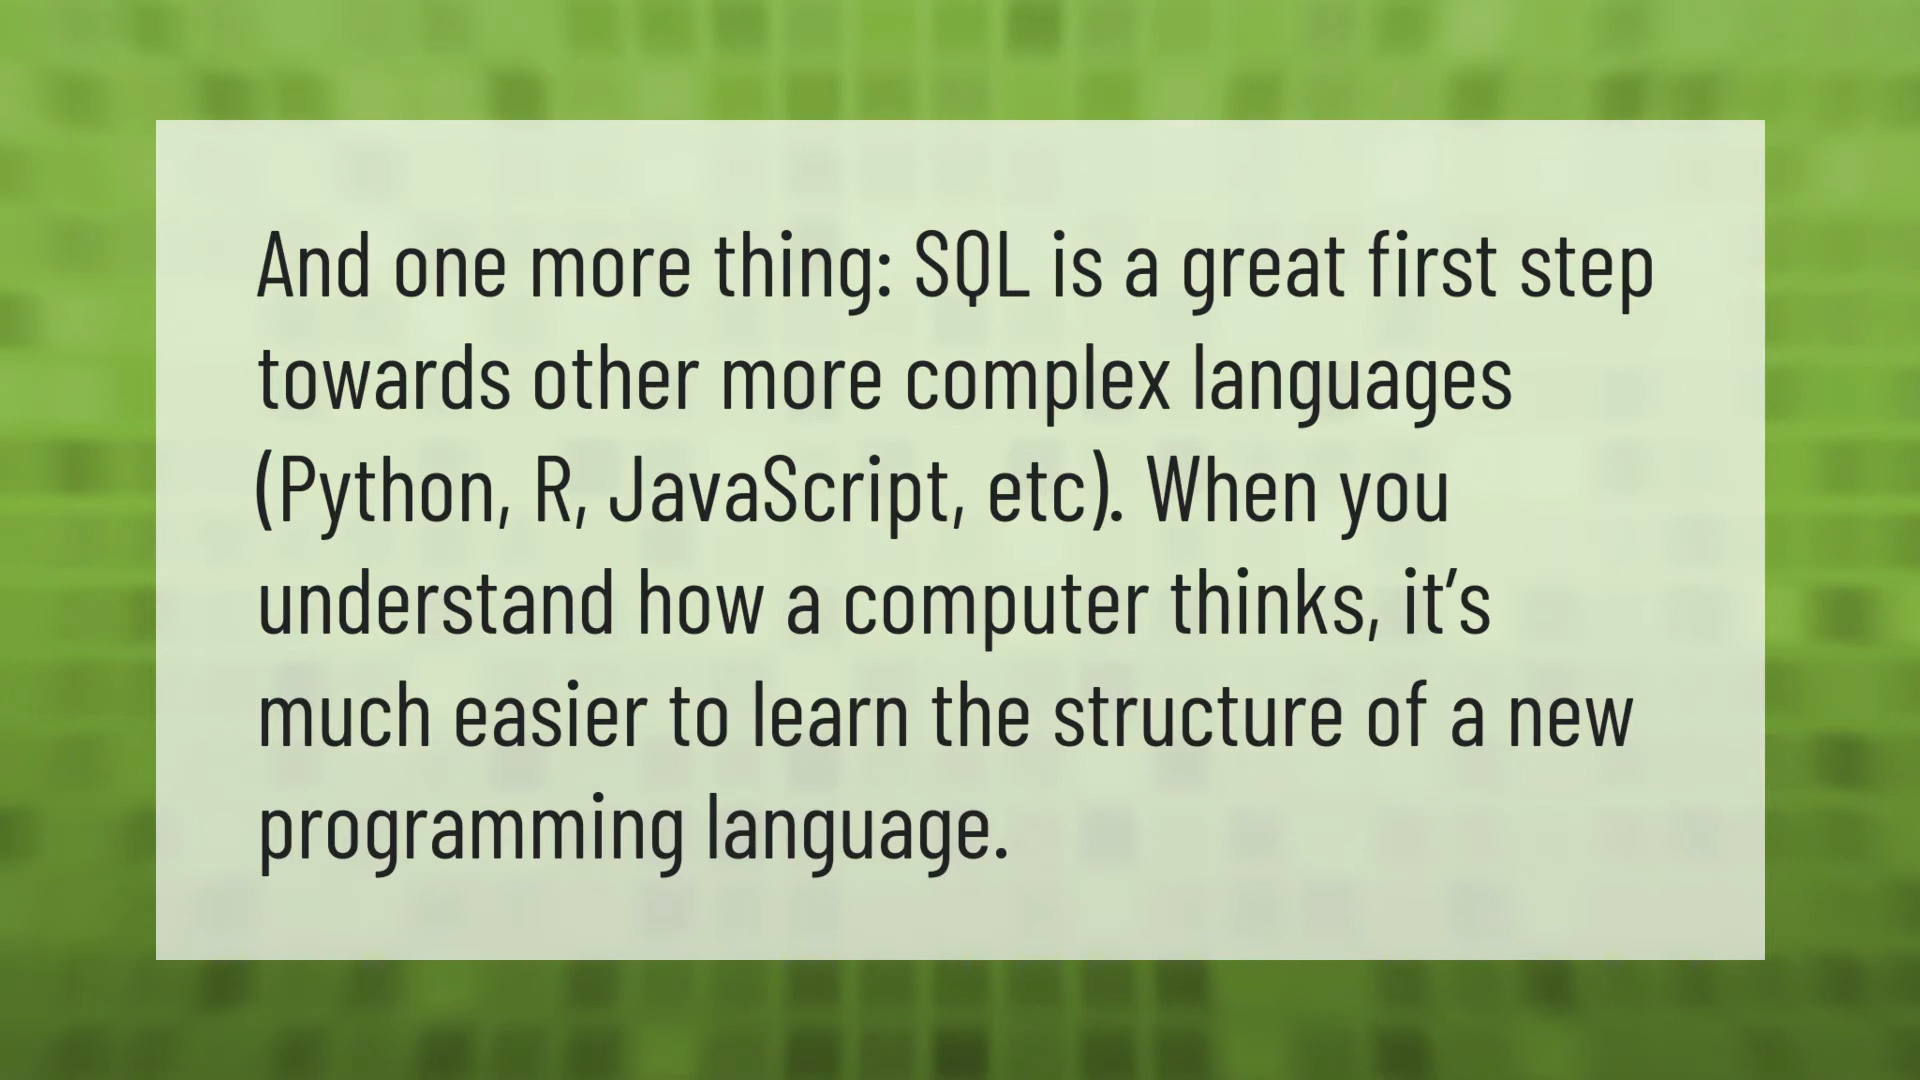 And one more thing: SQL is a great first step
towards other more complex languages
(Python, R, JavaScript, etc). When you
understand how a computer thinks, it’s
much easier to learn the structure of a new
programming language.